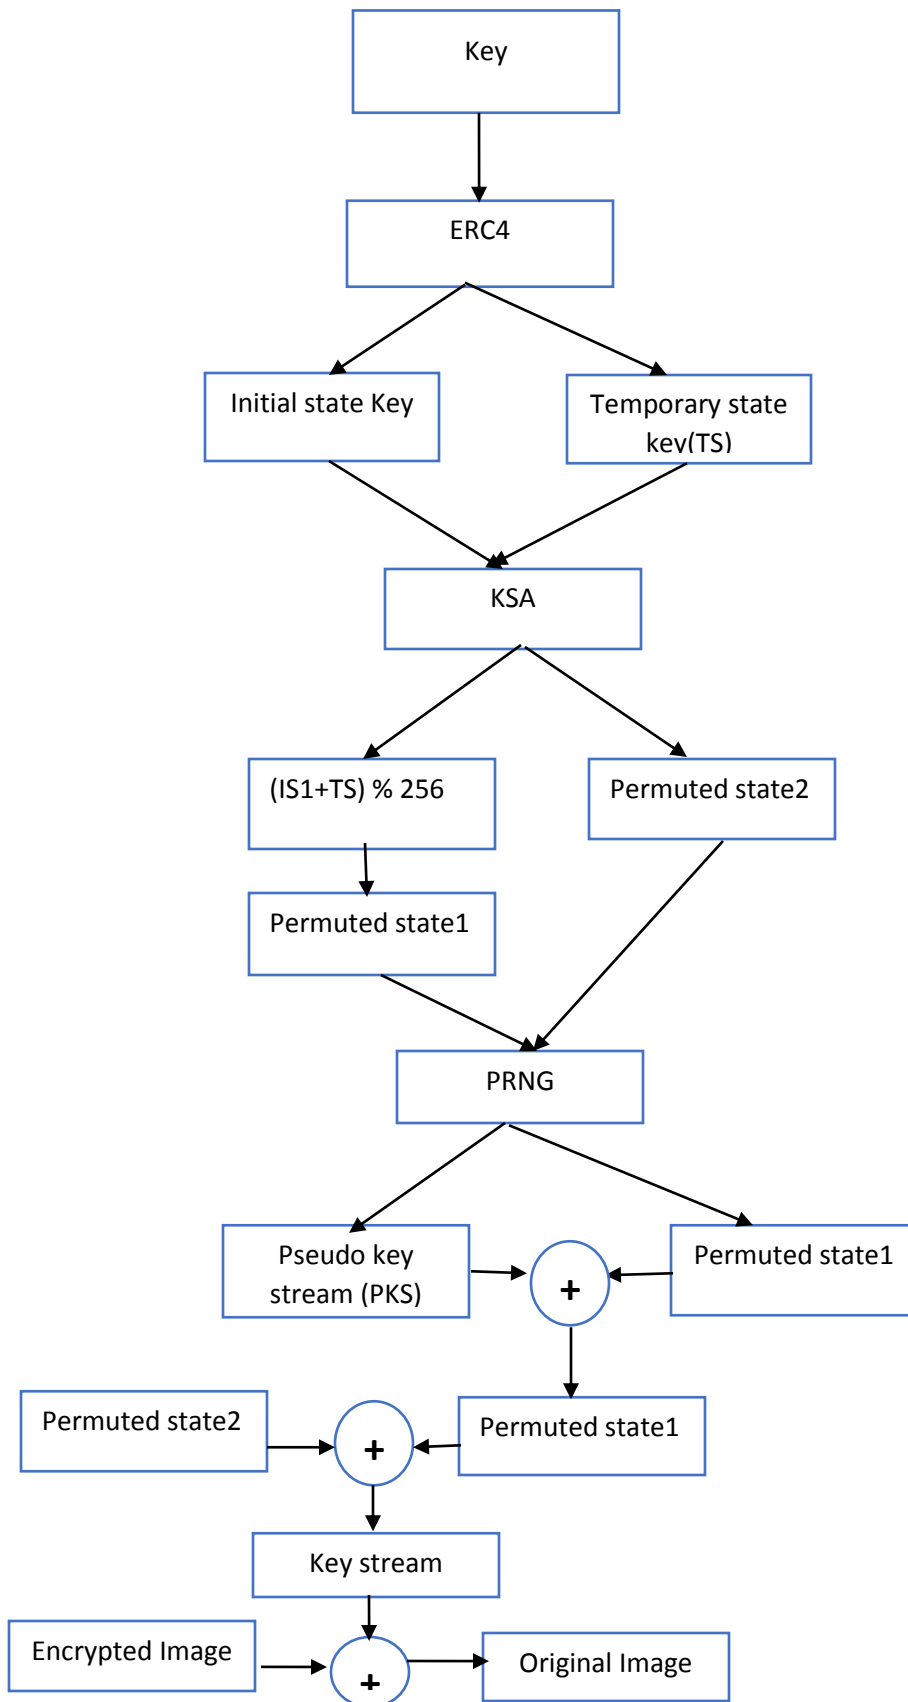 Key
ERC4
Initial state Key
Temporary state
key(TS)
KSA
(IS1+TS) % 256
Permuted state2
Permuted state1
PRNG
Pseudo key
stream (PKS)
+
Permuted state1
Permuted state2
+
Permuted state1
Key stream
Encrypted Image
+
Original Image